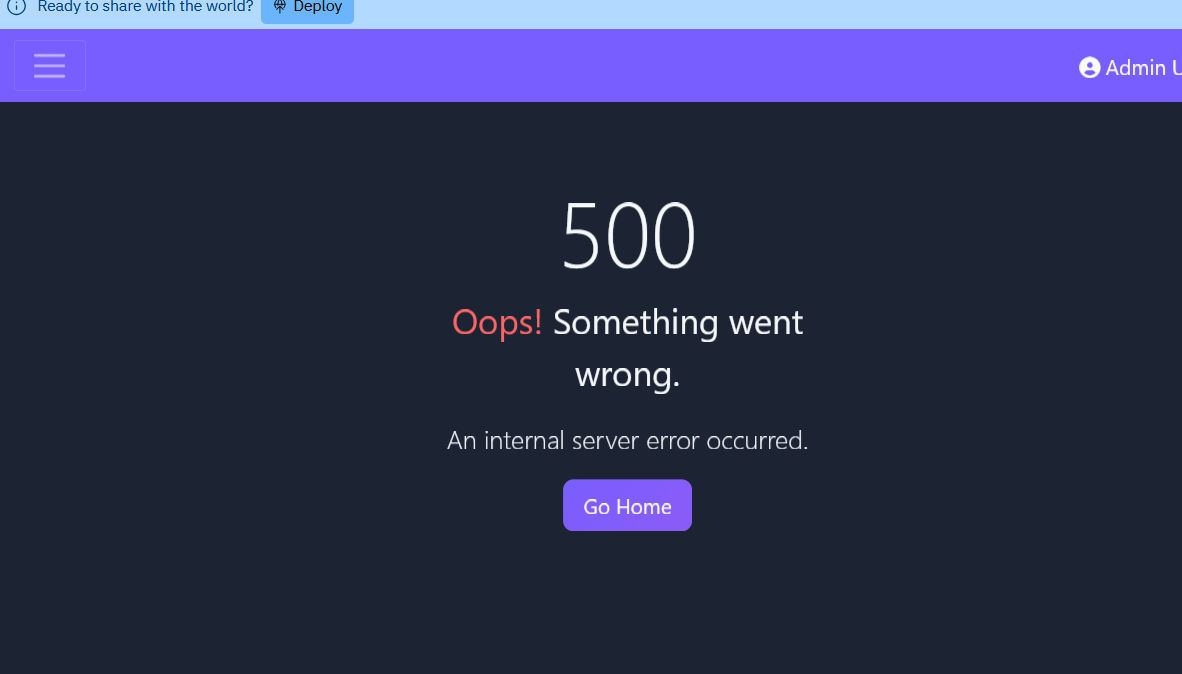 Ready to share with the world? Deploy
Admin U
500
Oops! Something went
wrong.
An internal server error occurred.
Go Home